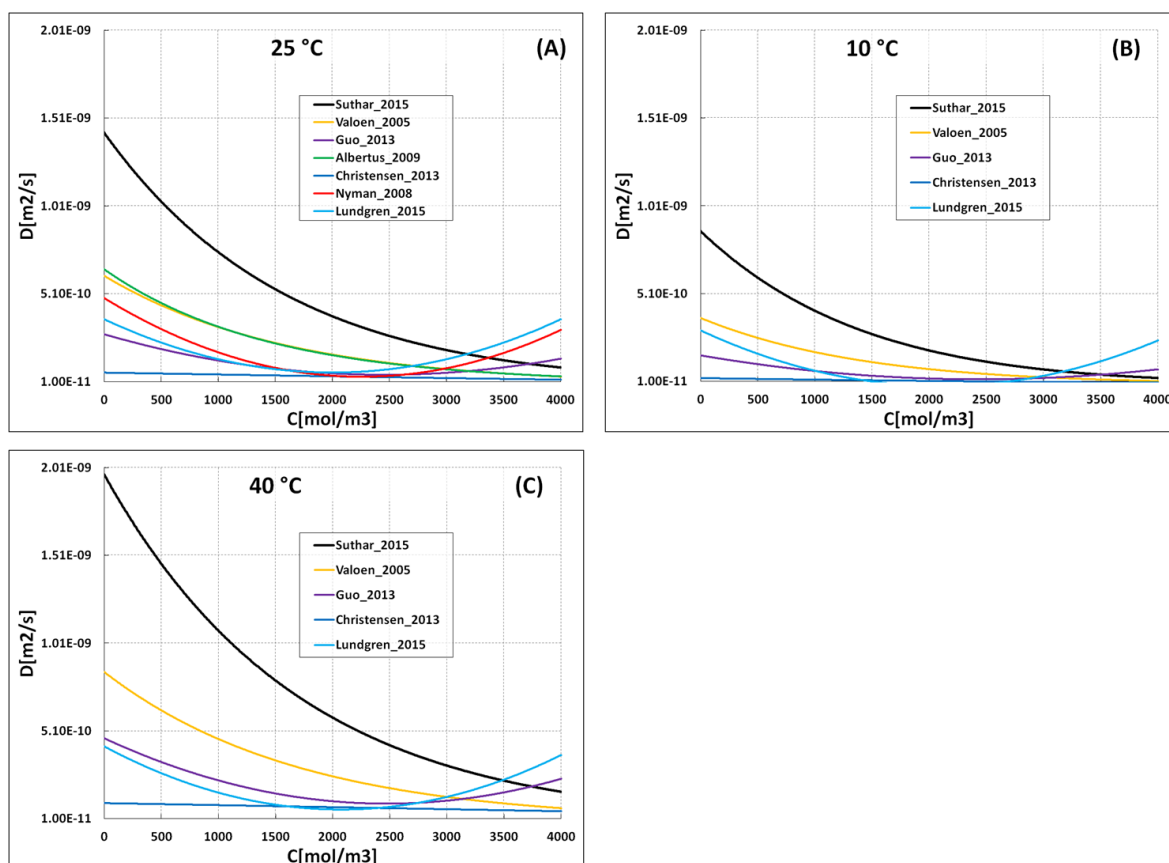 25 °C
(A)
2.01E-09
1.51E-09
1.01E-09
5.10E-10
1.00E-11
D[m2/s]
Suthar_2015
Valoen_2005
Guo_2013
Albertus_2009
Christensen_2013
Nyman_2008
Lundgren_2015
0 500 1000 1500 2000 2500 3000 3500 4000
C[mol/m3]
10 °C
(B)
2.01E-09
1.51E-09
1.01E-09
5.10E-10
1.00E-11
D[m2/s]
Suthar_2015
Valoen_2005
Guo_2013
Christensen_2013
Lundgren_2015
0 500 1000 1500 2000 2500 3000 3500 4000
C[mol/m3]
40 °C
(C)
2.01E-09
1.51E-09
1.01E-09
5.10E-10
1.00E-11
D[m2/s]
Suthar_2015
Valoen_2005
Guo_2013
Christensen_2013
Lundgren_2015
0 500 1000 1500 2000 2500 3000 3500 4000
C[mol/m3]